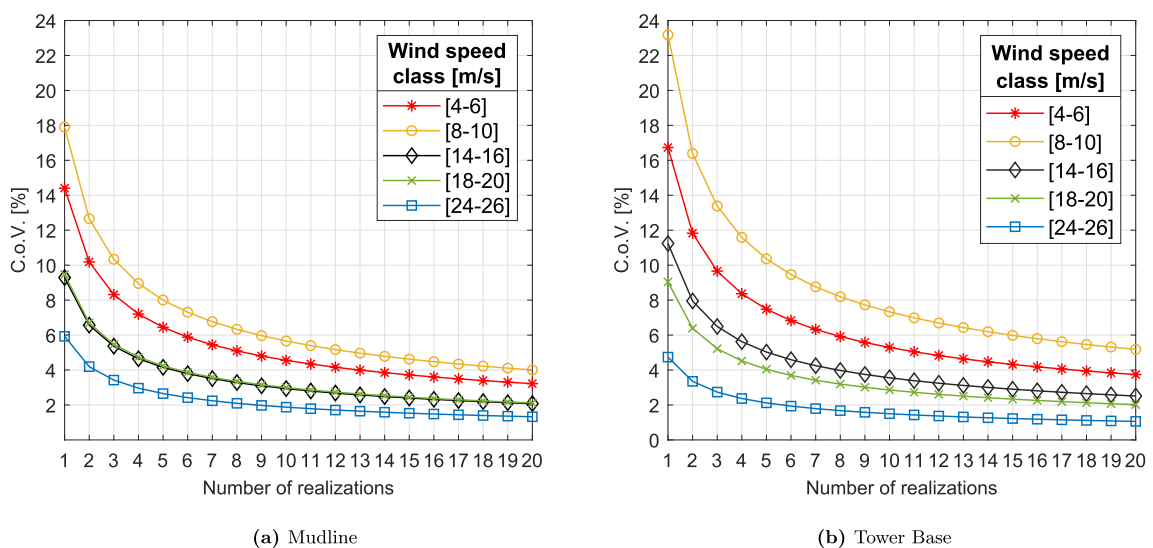 24
22
20
18
16
14
12
10
8
6
4
2
C.o.V. [%]
1 2 3 4 5 6 7 8 9 10 11 12 13 14 15 16 17 18 19 20
Number of realizations
Wind speed
class [m/s]
[4-6]
[8-10]
[14-16]
[18-20]
[24-26]
(a) Mudline
24
22
20
18
16
14
12
10
8
6
4
2
0
C.o.V. [%]
1 2 3 4 5 6 7 8 9 10 11 12 13 14 15 16 17 18 19 20
Number of realizations
Wind speed
class [m/s]
[4-6]
[8-10]
[14-16]
[18-20]
[24-26]
(b) Tower Base